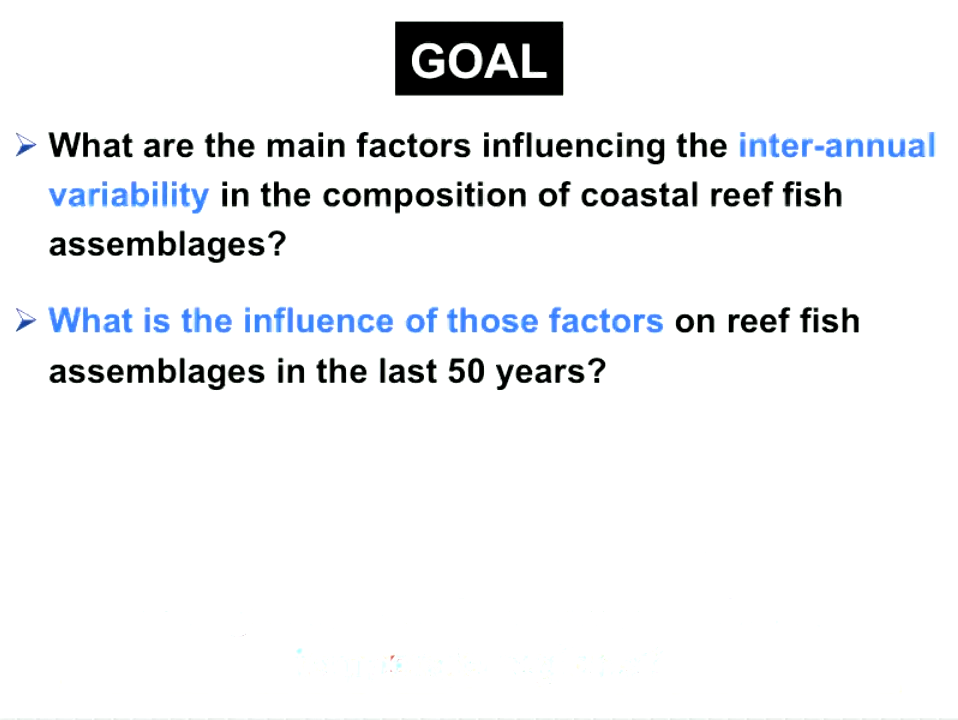 GOAL
What are the main factors influencing the inter-annual
variability in the composition of coastal reef fish
assemblages?
What is the influence of those factors on reef fish
assemblages in the last 50 years?